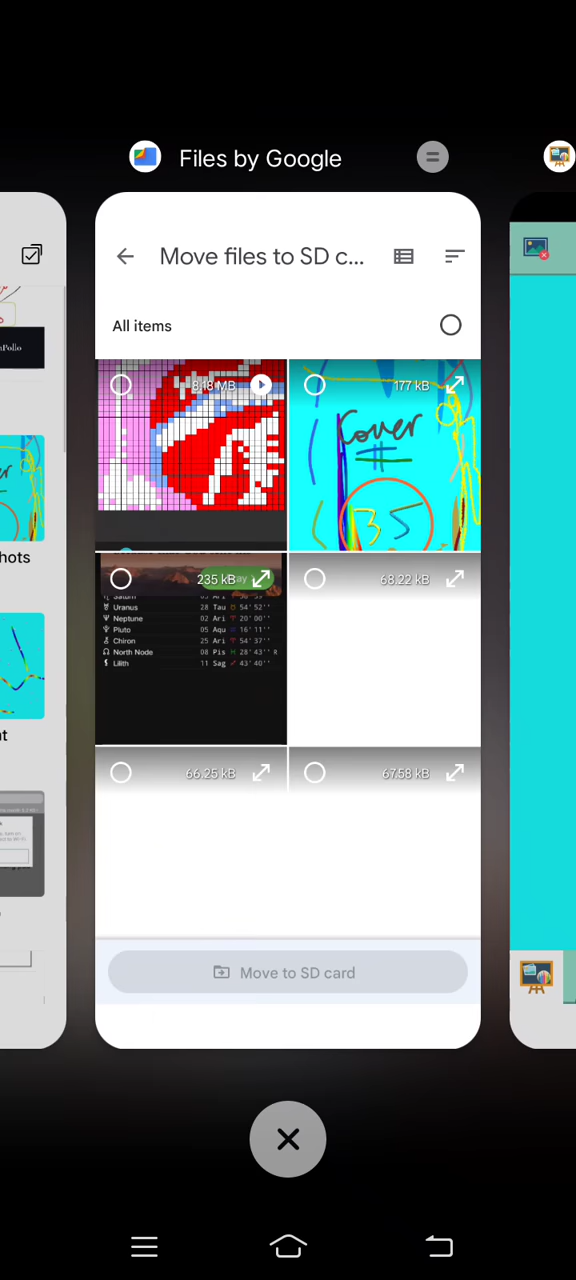 Files by Google
Move files to SD c...
All items
8.18 MB
177 kB
Cover
35
235 kB
Uranus 28 Tau ♉ 54'52''
Neptune 02 Ari ♈ 20'00''
Pluto 05 Aqu ♒ 16'11''
Chiron 25 Ari ♈ 54'37''
North Node 08 Pis ♓ 28'43'' R
Lilith 11 Sag ♐ 43'40''
68.22 kB
66.25 kB
67.58 kB
Move to SD card
hots